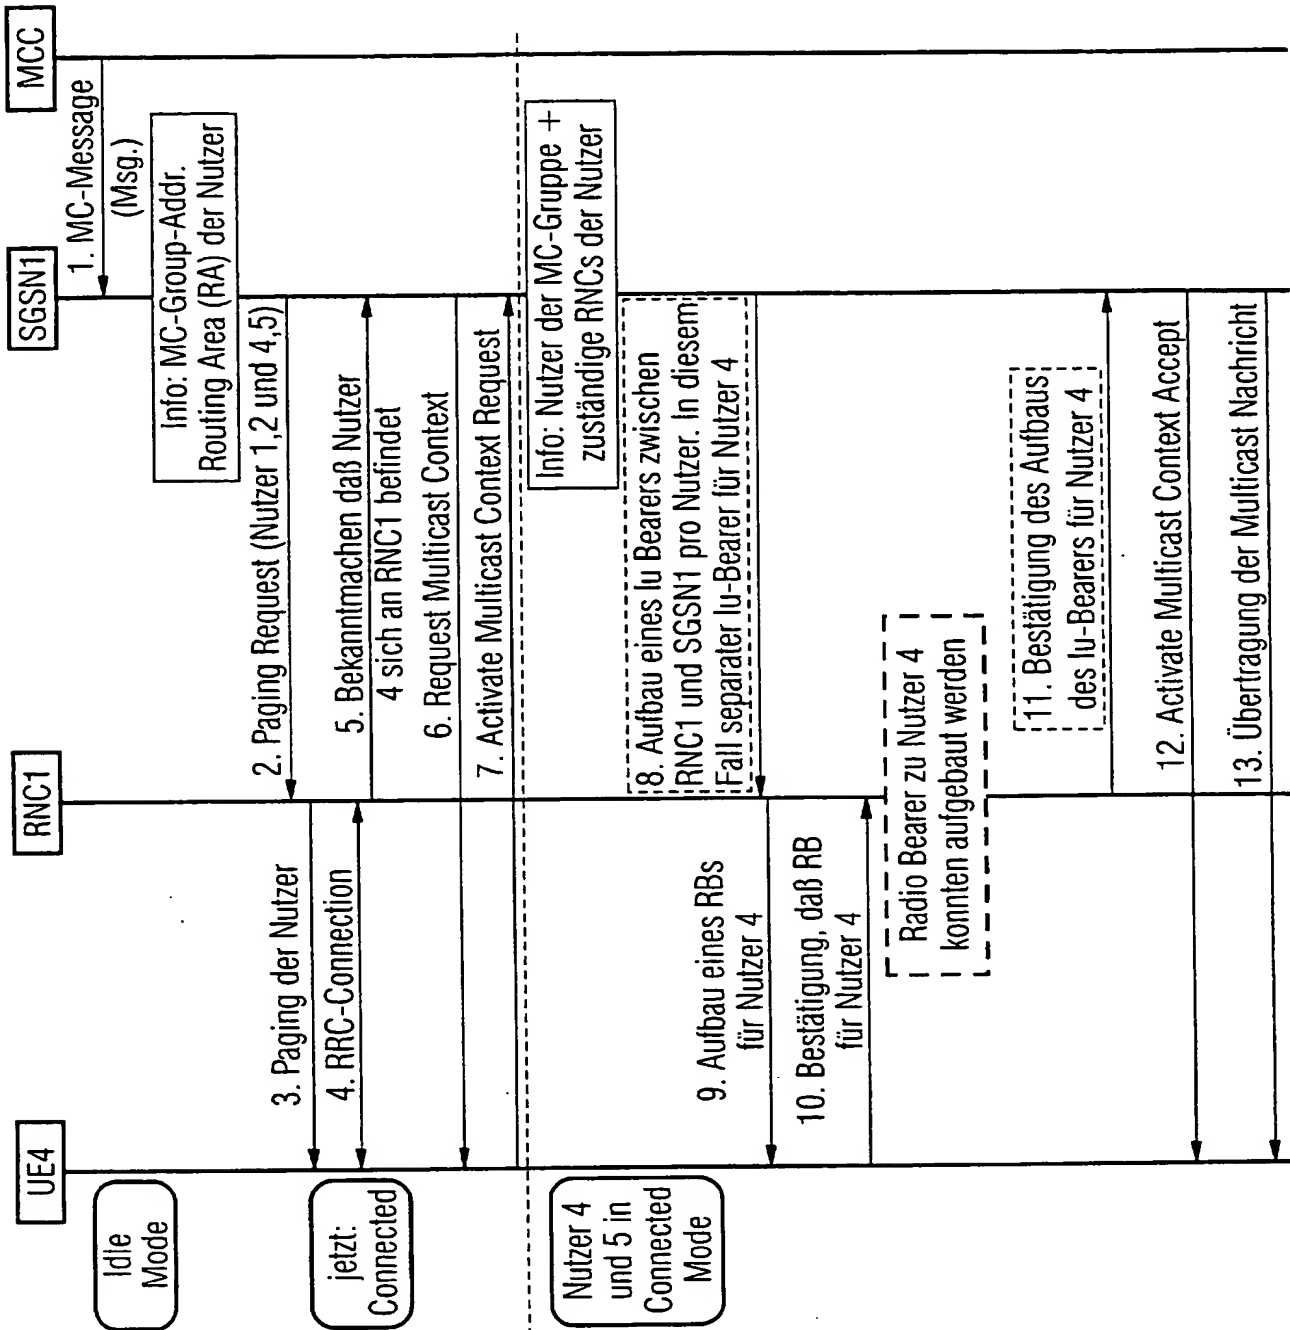 UE4
RNC1
SGSN1
MCC
Idle
Mode
1. MC-Message
(Msg.)
Info: MC-Group-Addr.
Routing Area (RA) der Nutzer
2. Paging Request (Nutzer 1,2 und 4,5)
3. Paging der Nutzer
jetzt:
Connected
4. RRC-Connection
5. Bekanntmachen daß Nutzer
4 sich an RNC1 befindet
6. Request Multicast Context
7. Activate Multicast Context Request
Nutzer 4
und 5 in
Connected
Mode
Info: Nutzer der MC-Gruppe +
zuständige RNCs der Nutzer
8. Aufbau eines Iu Bearers zwischen
RNC1 und SGSN1 pro Nutzer. In diesem
Fall separater Iu-Bearer für Nutzer 4
9. Aufbau eines RBs
für Nutzer 4
10. Bestätigung, daß RB
für Nutzer 4
Radio Bearer zu Nutzer 4
konnten aufgebaut werden
11. Bestätigung des Aufbaus
des Iu-Bearers für Nutzer 4
12. Activate Multicast Context Accept
13. Übertragung der Multicast Nachricht